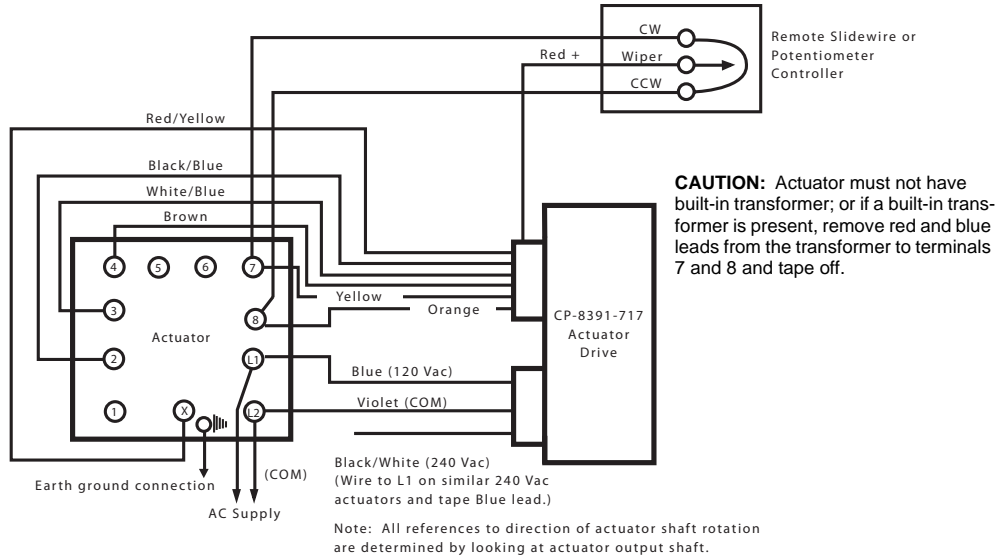 CW
Red +
Wiper
CCW
Remote Slidewire or
Potentiometer
Controller
Red/Yellow
Black/Blue
White/Blue
Brown
CAUTION: Actuator must not have
built-in transformer; or if a built-in trans-
former is present, remove red and blue
leads from the transformer to terminals
7 and 8 and tape off.
4
5
6
7
3
8
Yellow
Orange
Actuator
CP-8391-717
Actuator
Drive
2
L1
Blue (120 Vac)
Violet (COM)
1
X
L2
(COM)
Earth ground connection
AC Supply
Black/White (240 Vac)
(Wire to L1 on similar 240 Vac
actuators and tape Blue lead.)
Note: All references to direction of actuator shaft rotation
are determined by looking at actuator output shaft.